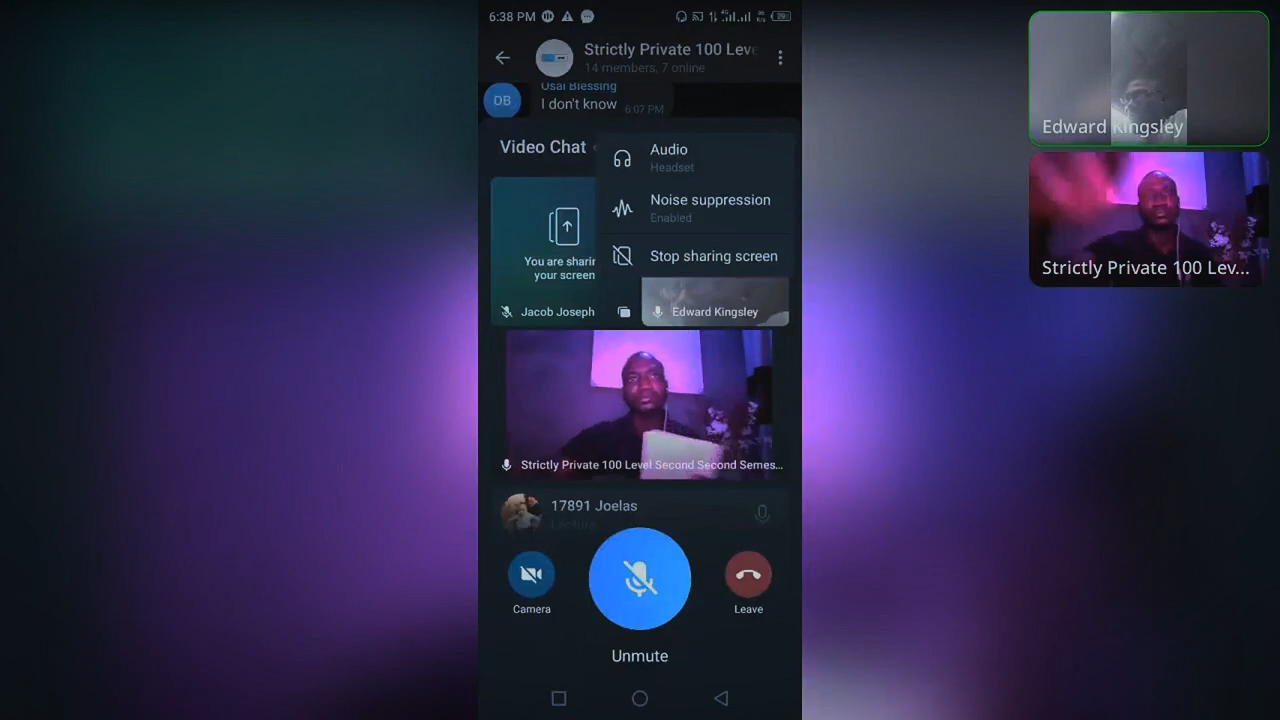 6:38 PM
Strictly Private 100 Leve
14 members, 7 online
Usai Blessing
DB
I don't know 6:07 PM
Video Chat
Audio
Headset
Noise suppression
Enabled
Stop sharing screen
You are sharin
your screen
Jacob Joseph
Edward Kingsley
Strictly Private 100 Level Second Second Semes...
17891 Joelas
Lecture
Camera
Leave
Unmute
Edward Kingsley
Strictly Private 100 Lev...